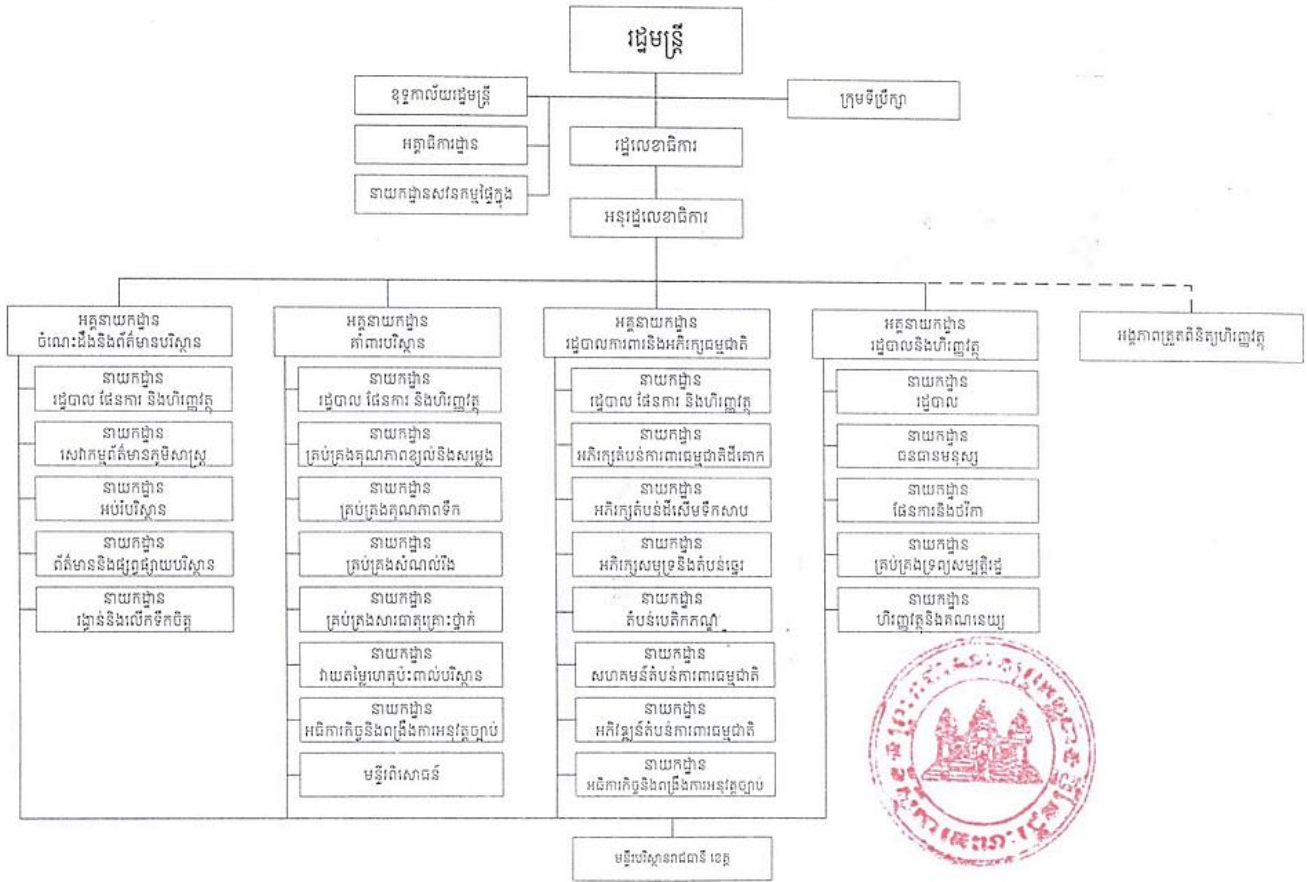 រដ្ឋមន្ត្រី
ខុទ្ទកាល័យរដ្ឋមន្ត្រី
ក្រុមទីប្រឹក្សា
អគ្គាធិការដ្ឋាន
រដ្ឋលេខាធិការ
នាយកដ្ឋានសវនកម្មផ្ទៃក្នុង
អនុរដ្ឋលេខាធិការ
អគ្គនាយកដ្ឋាន
ចំណេះដឹងនិងព័ត៌មានបរិស្ថាន
នាយកដ្ឋាន
រដ្ឋបាល ផែនការ និងហិរញ្ញវត្ថុ
នាយកដ្ឋាន
សេវាកម្មព័ត៌មានភូមិសាស្ត្រ
នាយកដ្ឋាន
អប់រំបរិស្ថាន
នាយកដ្ឋាន
ព័ត៌មាននិងផ្សព្វផ្សាយបរិស្ថាន
នាយកដ្ឋាន
រង្វាន់និងលើកទឹកចិត្ត
អគ្គនាយកដ្ឋាន
គាំពារបរិស្ថាន
នាយកដ្ឋាន
រដ្ឋបាល ផែនការ និងហិរញ្ញវត្ថុ
នាយកដ្ឋាន
គ្រប់គ្រងគុណភាពខ្យល់និងសម្លេង
នាយកដ្ឋាន
គ្រប់គ្រងគុណភាពទឹក
នាយកដ្ឋាន
គ្រប់គ្រងសំណល់រឹង
នាយកដ្ឋាន
គ្រប់គ្រងសារធាតុគ្រោះថ្នាក់
នាយកដ្ឋាន
វាយតម្លៃហេតុប៉ះពាល់បរិស្ថាន
នាយកដ្ឋាន
អធិការកិច្ចនិងពង្រឹងការអនុវត្តច្បាប់
មន្ទីរពិសោធន៍
អគ្គនាយកដ្ឋាន
រដ្ឋបាលការពារនិងអភិរក្សធម្មជាតិ
នាយកដ្ឋាន
រដ្ឋបាល ផែនការ និងហិរញ្ញវត្ថុ
នាយកដ្ឋាន
អភិរក្សតំបន់ការពារធម្មជាតិដីគោក
នាយកដ្ឋាន
អភិរក្សតំបន់ដីសើមទឹកសាប
នាយកដ្ឋាន
អភិរក្សសមុទ្រនិងតំបន់ឆ្នេរ
នាយកដ្ឋាន
តំបន់បេតិកភណ្ឌ
នាយកដ្ឋាន
សហគមន៍តំបន់ការពារធម្មជាតិ
នាយកដ្ឋាន
អភិវឌ្ឍន៍តំបន់ការពារធម្មជាតិ
នាយកដ្ឋាន
អធិការកិច្ចនិងពង្រឹងការអនុវត្តច្បាប់
អគ្គនាយកដ្ឋាន
រដ្ឋបាលនិងហិរញ្ញវត្ថុ
នាយកដ្ឋាន
រដ្ឋបាល
នាយកដ្ឋាន
ធនធានមនុស្ស
នាយកដ្ឋាន
ផែនការនិងថវិកា
នាយកដ្ឋាន
គ្រប់គ្រងទ្រព្យសម្បត្តិរដ្ឋ
នាយកដ្ឋាន
ហិរញ្ញវត្ថុនិងគណនេយ្យ
អង្គភាពត្រួតពិនិត្យហិរញ្ញវត្ថុ
មន្ទីរបរិស្ថានរាជធានី ខេត្ត